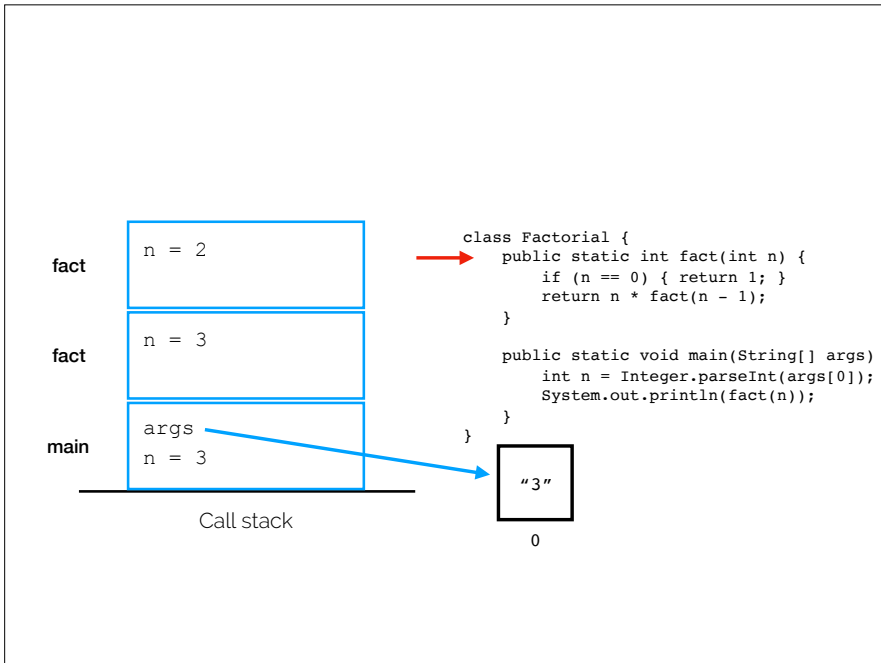 fact
n = 2
fact
n = 3
main
args
n = 3
Call stack
class Factorial {
    public static int fact(int n) {
        if (n == 0) { return 1; }
        return n * fact(n - 1);
    }

    public static void main(String[] args)
        int n = Integer.parseInt(args[0]);
        System.out.println(fact(n));
    }
}
“3”
0